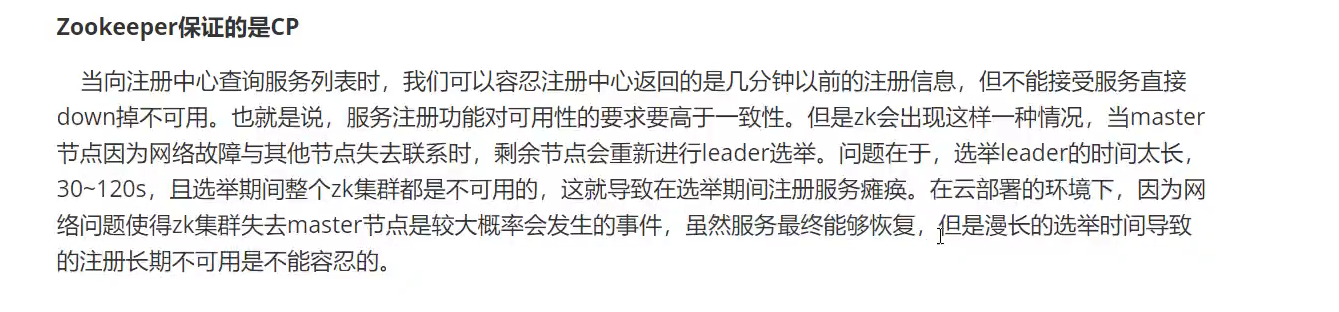 Zookeeper保证的是CP
当向注册中心查询服务列表时，我们可以容忍注册中心返回的是几分钟以前的注册信息，但不能接受服务直接
down掉不可用。也就是说，服务注册功能对可用性的要求要高于一致性。但是zk会出现这样一种情况，当master
节点因为网络故障与其他节点失去联系时，剩余节点会重新进行leader选举。问题在于，选举leader的时间太长，
30~120s，且选举期间整个zk集群都是不可用的，这就导致在选举期间注册服务瘫痪。在云部署的环境下，因为网
络问题使得zk集群失去master节点是较大概率会发生的事件，虽然服务最终能够恢复，但是漫长的选举时间导致
的注册长期不可用是不能容忍的。